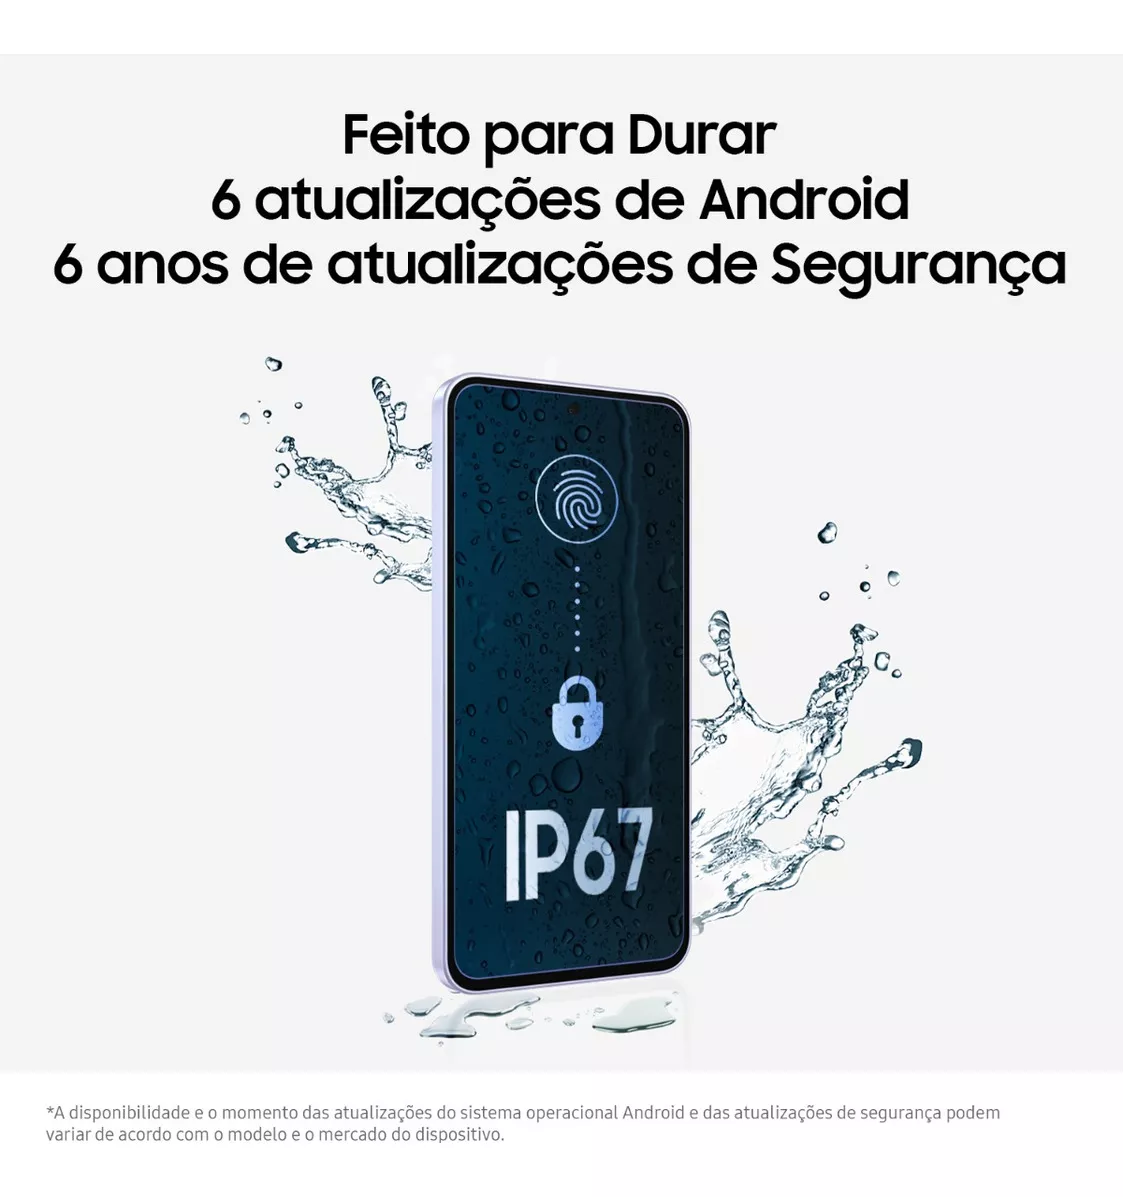 Feito para Durar
6 atualizações de Android
6 anos de atualizações de Segurança
IP67
*A disponibilidade e o momento das atualizações do sistema operacional Android e das atualizações de segurança podem
variar de acordo com o modelo e o mercado do dispositivo.